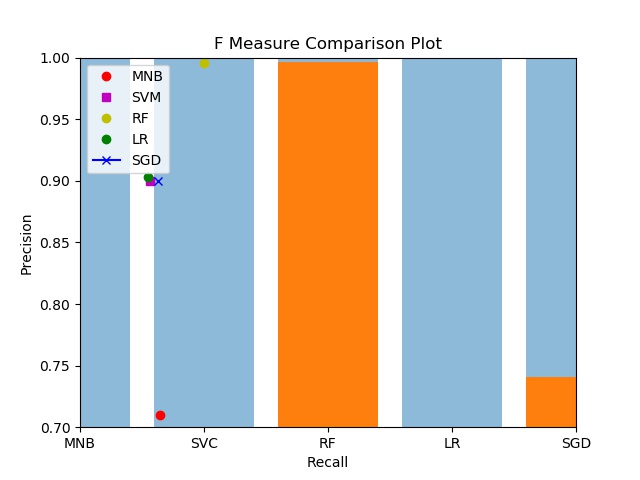 F Measure Comparison Plot
1.00
0.95
0.90
0.85
0.80
0.75
0.70
Precision
MNB
SVM
RF
LR
SGD
MNB SVC RF LR SGD
Recall